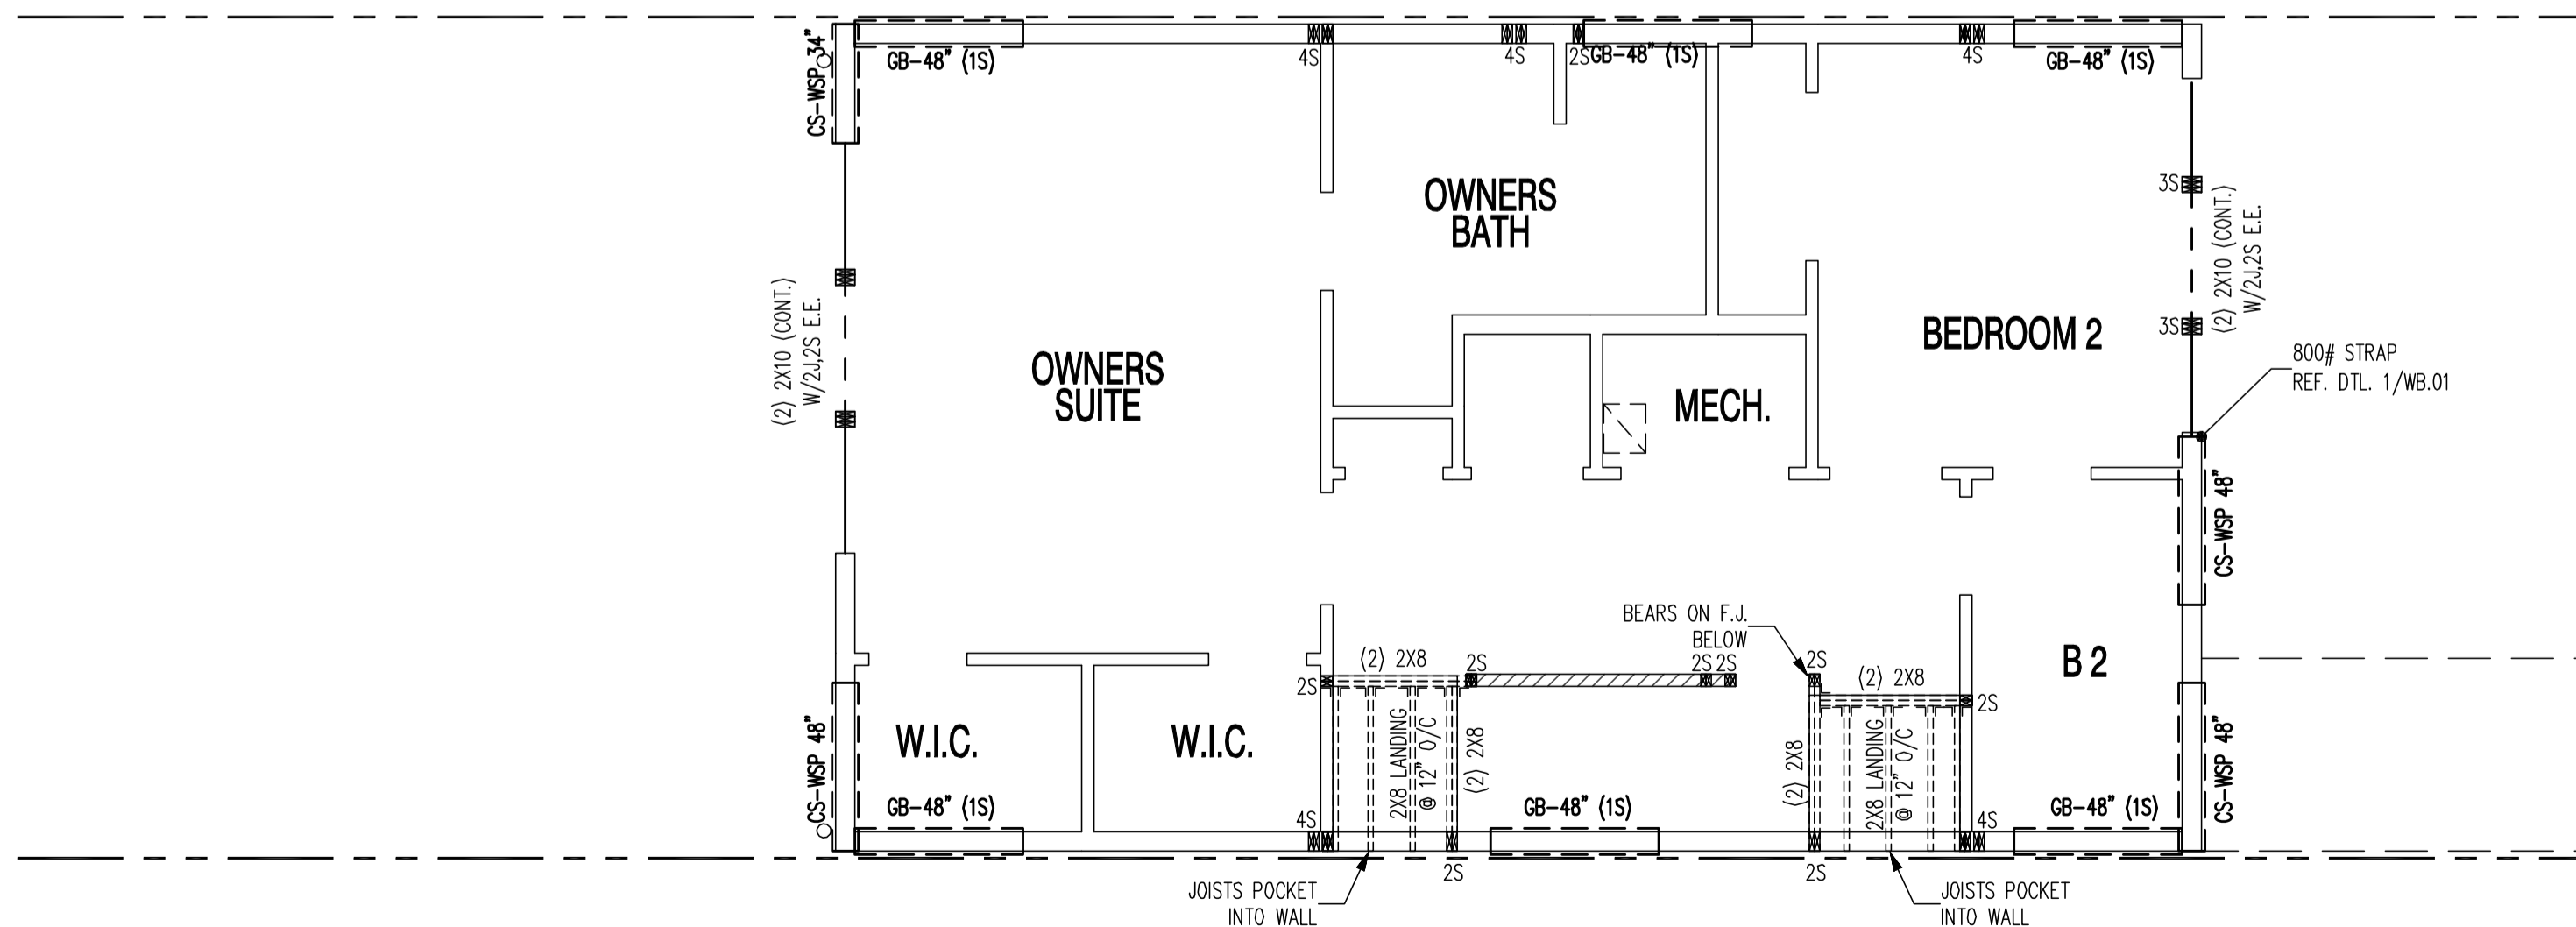 CS-WSP 34"
GB-48" (1S)
4S
4S
2S
GB-48" (1S)
4S
GB-48" (1S)
OWNERS
BATH
3S
(2) 2X10 (CONT.)
W/2J,2S E.E.
3S
BEDROOM 2
800# STRAP
REF. DTL. 1/WB.01
(2) 2X10 (CONT.)
W/2J,2S E.E.
OWNERS
SUITE
MECH.
CS-WSP 48"
BEARS ON F.J.
BELOW
(2) 2X8
2S
2S
2S
2S
2S
(2) 2X8
2S
B 2
CS-WSP 48"
W.I.C.
W.I.C.
2X8 LANDING
@ 12" O/C
(2) 2X8
(2) 2X8
2X8 LANDING
@ 12" O/C
CS-WSP 48"
GB-48" (1S)
4S
GB-48" (1S)
4S
GB-48" (1S)
2S
2S
JOISTS POCKET
INTO WALL
JOISTS POCKET
INTO WALL